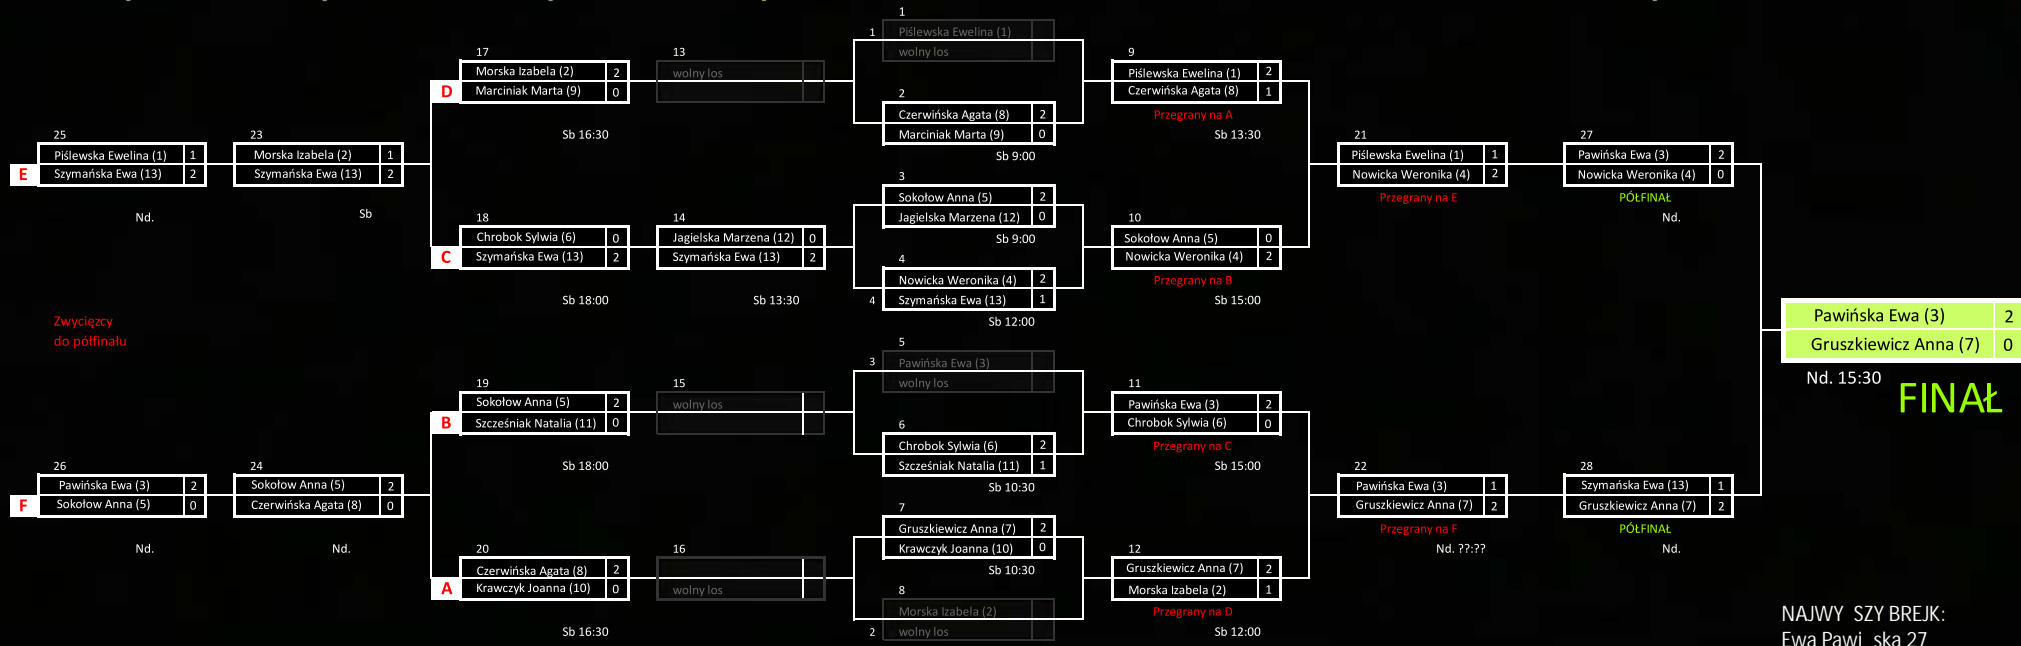 1
1 Piślewska Ewelina (1)
wolny los
17
Morska Izabela (2) 2
D Marciniak Marta (9) 0
Sb 16:30
13
wolny los
9
Piślewska Ewelina (1) 2
Czerwińska Agata (8) 1
Przegrany na A
Sb 13:30
2
Czerwińska Agata (8) 2
Marciniak Marta (9) 0
Sb 9:00
25
Piślewska Ewelina (1) 1
E Szymańska Ewa (13) 2
Nd.
23
Morska Izabela (2) 1
Szymańska Ewa (13) 2
Sb
21
Piślewska Ewelina (1) 1
Nowicka Weronika (4) 2
Przegrany na E
27
Pawińska Ewa (3) 2
Nowicka Weronika (4) 0
PÓŁFINAŁ
Nd.
3
Sokołow Anna (5) 2
Jagielska Marzena (12) 0
Sb 9:00
18
Chrobok Sylwia (6) 0
C Szymańska Ewa (13) 2
Sb 18:00
14
Jagielska Marzena (12) 0
Szymańska Ewa (13) 2
Sb 13:30
10
Sokołow Anna (5) 0
Nowicka Weronika (4) 2
Przegrany na B
Sb 15:00
4
Nowicka Weronika (4) 2
4 Szymańska Ewa (13) 1
Sb 12:00
Zwycięzcy
do półfinału
Pawińska Ewa (3) 2
Gruszkiewicz Anna (7) 0
Nd. 15:30
FINAŁ
5
3 Pawińska Ewa (3)
wolny los
19
Sokołow Anna (5) 2
B Szcześniak Natalia (11) 0
Sb 18:00
15
wolny los
11
Pawińska Ewa (3) 2
Chrobok Sylwia (6) 0
Przegrany na C
Sb 15:00
6
Chrobok Sylwia (6) 2
Szcześniak Natalia (11) 1
Sb 10:30
26
Pawińska Ewa (3) 2
F Sokołow Anna (5) 0
Nd.
24
Sokołow Anna (5) 2
Czerwińska Agata (8) 0
Nd.
22
Pawińska Ewa (3) 1
Gruszkiewicz Anna (7) 2
Przegrany na F
Nd. ??:??
28
Szymańska Ewa (13) 1
Gruszkiewicz Anna (7) 2
PÓŁFINAŁ
Nd.
7
Gruszkiewicz Anna (7) 2
Krawczyk Joanna (10) 0
Sb 10:30
20
Czerwińska Agata (8) 2
A Krawczyk Joanna (10) 0
Sb 16:30
16
wolny los
12
Gruszkiewicz Anna (7) 2
Morska Izabela (2) 1
Przegrany na D
Sb 12:00
8
Morska Izabela (2)
2 wolny los
NAJWY SZY BREJK:
Ewa Pawi ska 27